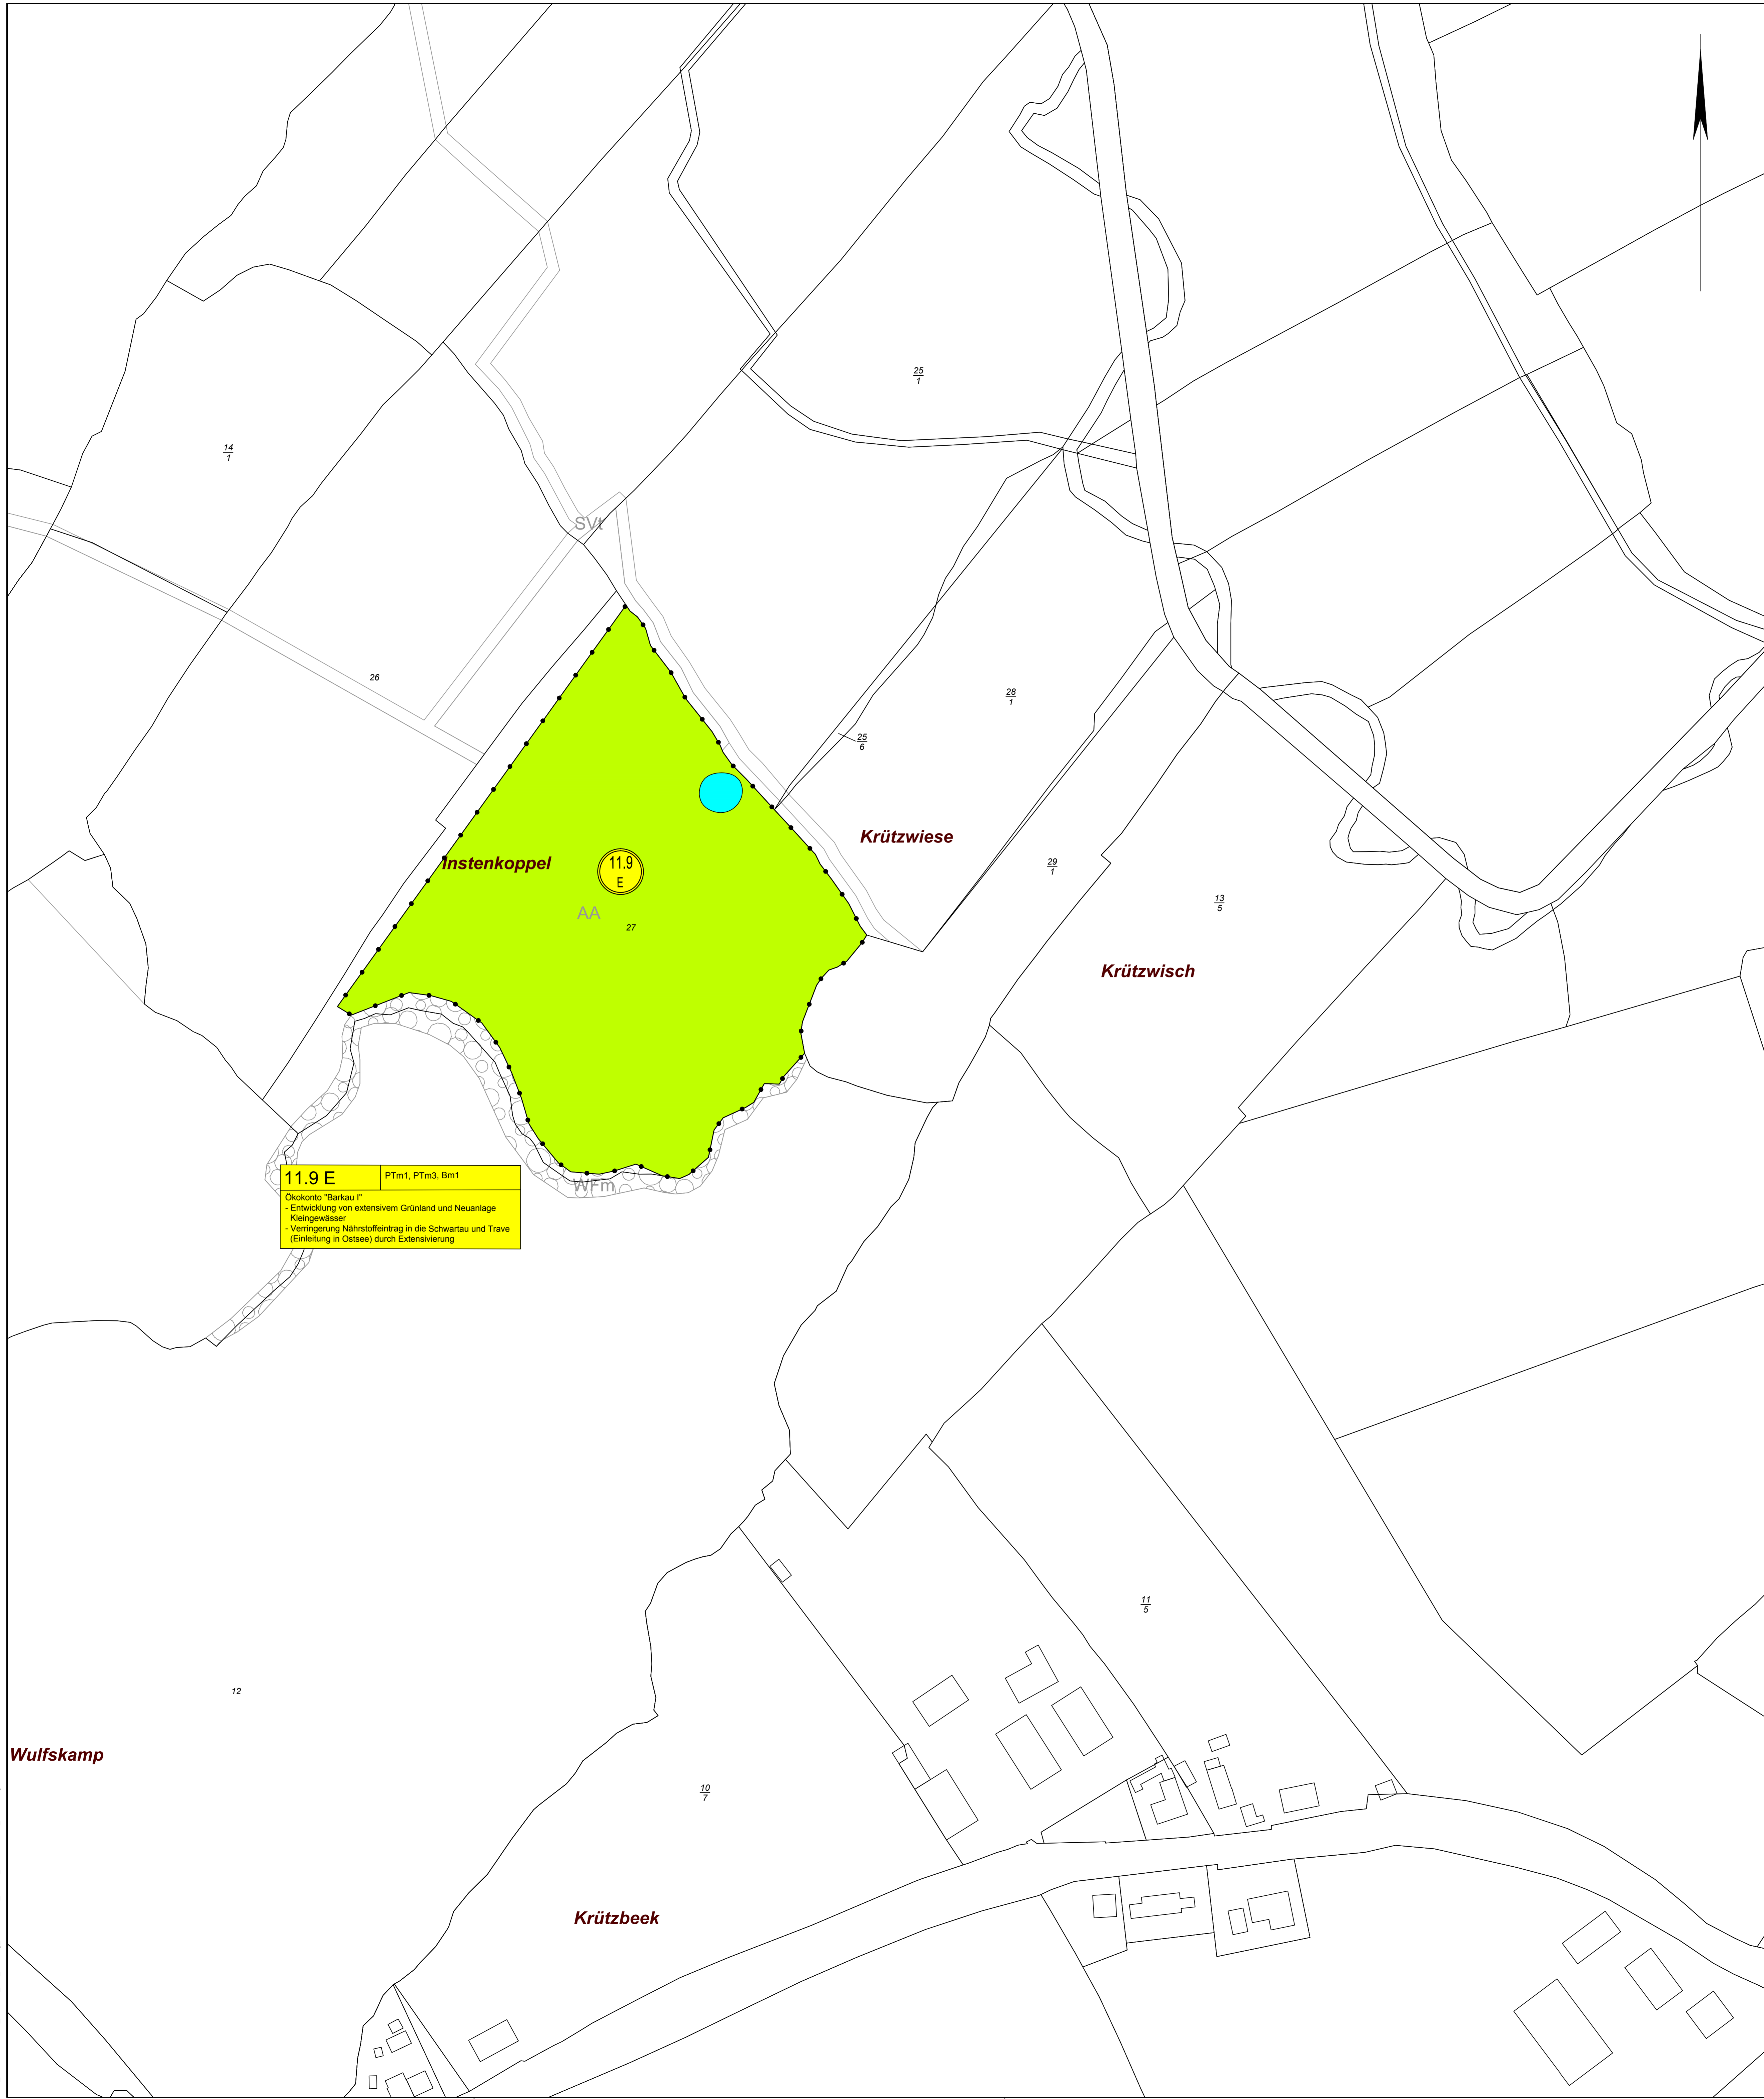 25
1
14
1
SVt
26
28
1
25
6
Krützwiese
Instenkoppel
11.9
E
29
1
13
5
AA
27
Krützwisch
11.9 E
PTm1, PTm3, Bm1
WFm
Ökokonto "Barkau I"
- Entwicklung von extensivem Grünland und Neuanlage
Kleingewässer
- Verringerung Nährstoffeintrag in die Schwartau und Trave
(Einleitung in Ostsee) durch Extensivierung
11
5
12
Wulfskamp
10
7
Krützbeek